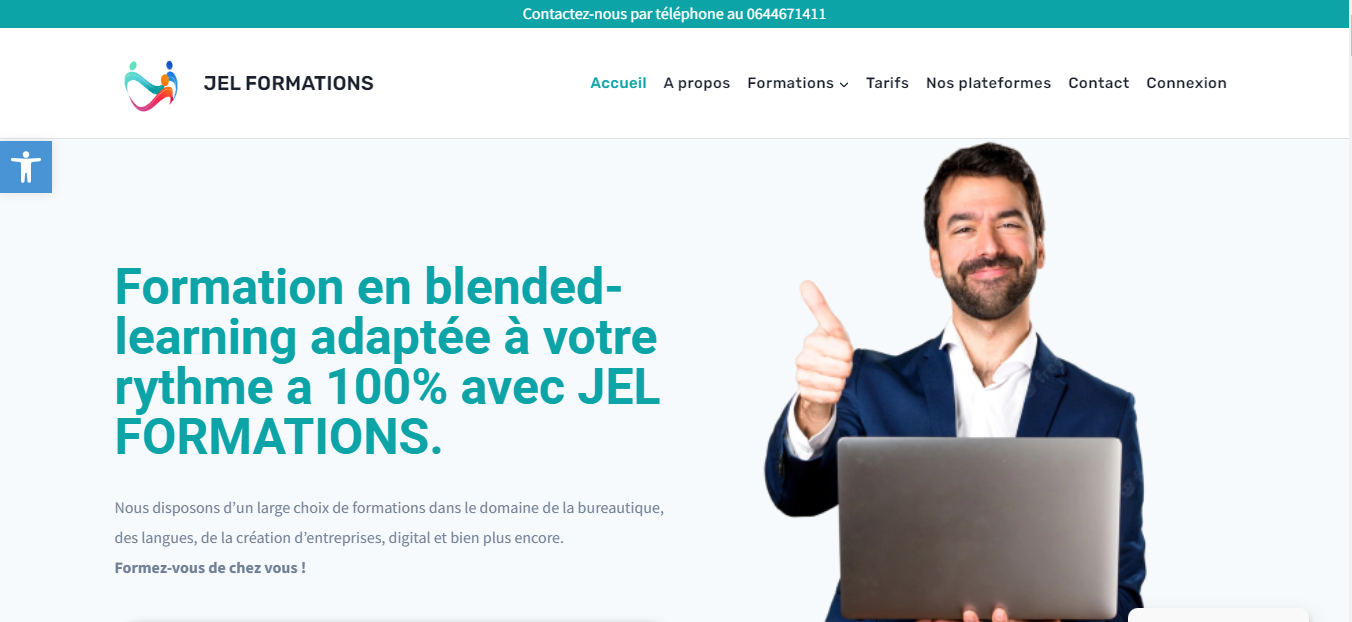 Contactez-nous par téléphone au 0644671411
JEL FORMATIONS
Accueil A propos Formations Tarifs Nos plateformes Contact Connexion
Formation en blended-
learning adaptée à votre
rythme a 100% avec JEL
FORMATIONS.
Nous disposons d’un large choix de formations dans le domaine de la bureautique,
des langues, de la création d’entreprises, digital et bien plus encore.
Formez-vous de chez vous !